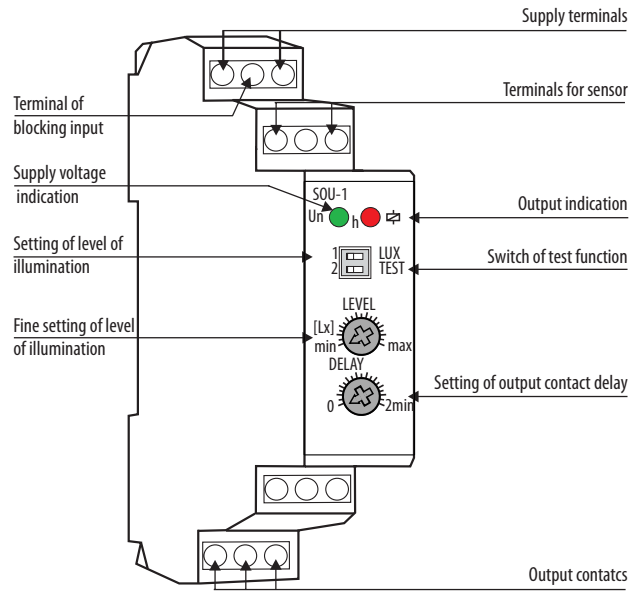 Supply terminals
Terminals for sensor
Terminal of
blocking input
Supply voltage
indication
SOU-1
Un
h
Output indication
Setting of level of
illumination
1
LUX
2
TEST
Switch of test function
LEVEL
Fine setting of level
of illumination
[Lx]
min
max
DELAY
0
2min
Setting of output contact delay
Output contatcs